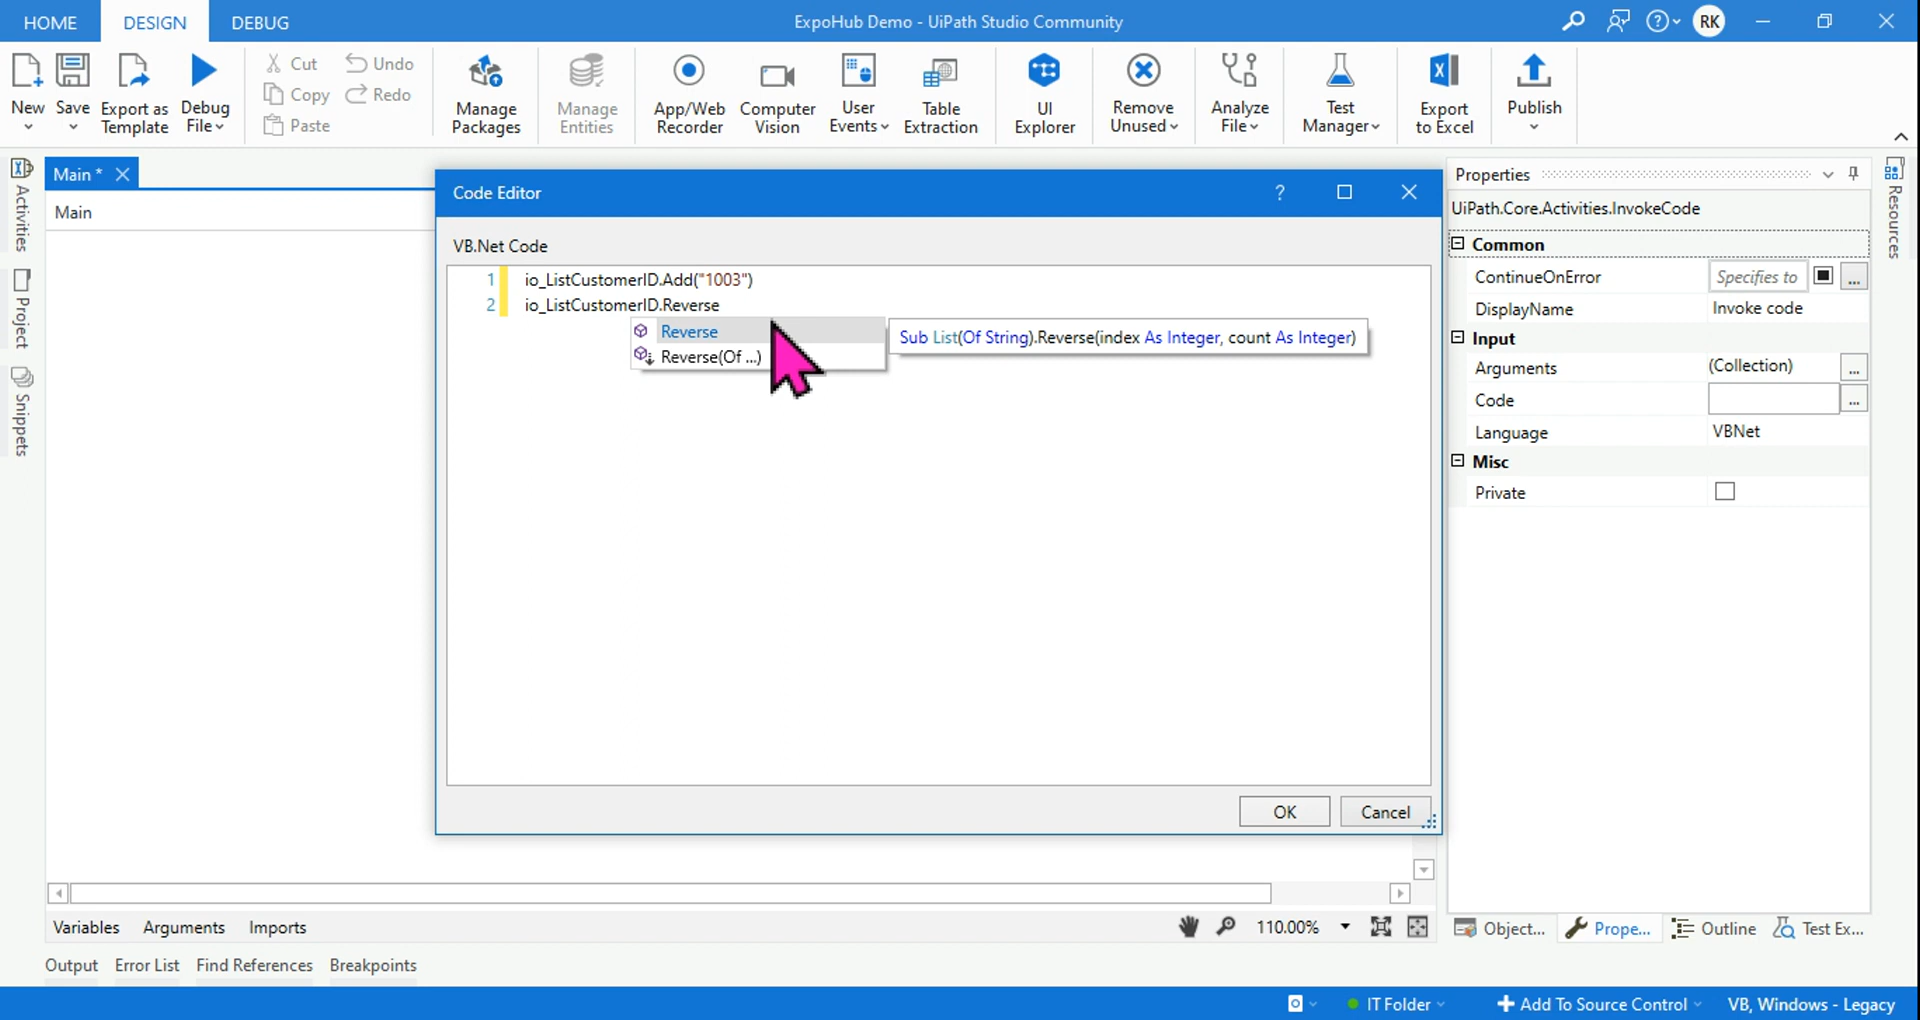 HOME DESIGN DEBUG ExpoHub Demo - UiPath Studio Community RK
New Save Export as Template Debug File
Cut Copy Paste Undo Redo
Manage Packages
Manage Entities
App/Web Recorder
Computer Vision
User Events
Table Extraction
UI Explorer
Remove Unused
Analyze File
Test Manager
Export to Excel
Publish
Activities
Project
Snippets
Resources
Main *
Main
Code Editor ?
VB.Net Code
1 io_ListCustomerID.Add("1003")
2 io_ListCustomerID.Reverse
Reverse
Reverse(Of ...)
Sub List(Of String).Reverse(index As Integer, count As Integer)
OK Cancel
Properties
UiPath.Core.Activities.InvokeCode
Common
ContinueOnError Specifies to ...
DisplayName Invoke code
Input
Arguments (Collection) ...
Code ...
Language VBNet
Misc
Private
Variables Arguments Imports 110.00%
Object... Prope... Outline Test Ex...
Output Error List Find References Breakpoints
IT Folder Add To Source Control VB, Windows - Legacy